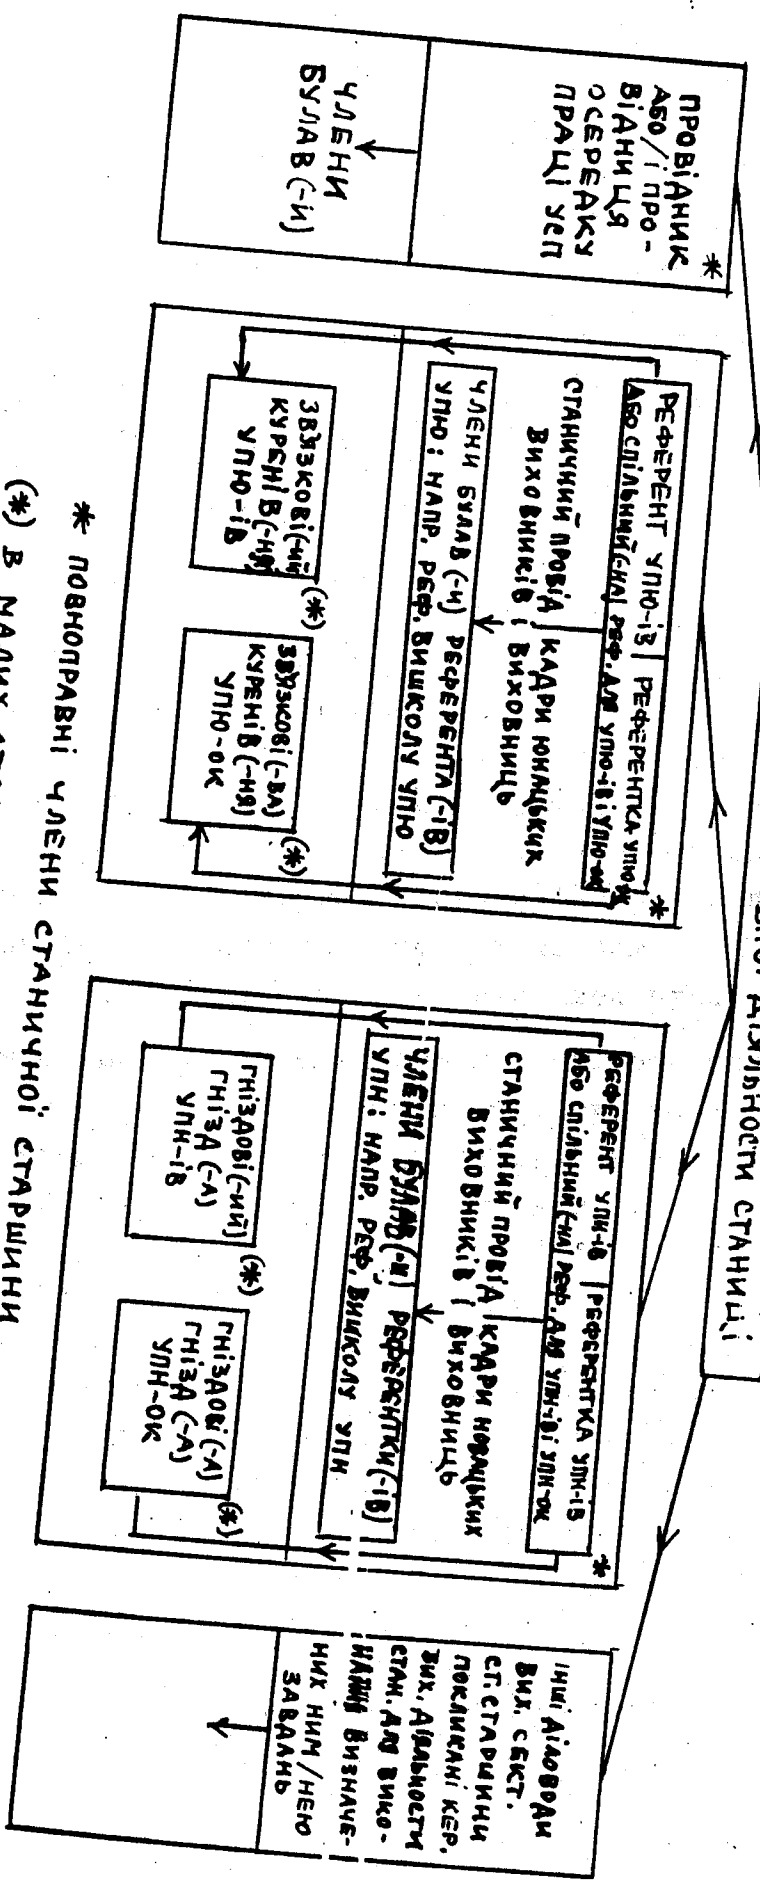 ДІЯЛЬНОСТИ СТАНИЦІ
ПРОВІДНИК
АБО/І ПРО-
ВІДНИЦЯ
ОСЕРЕДКУ
ПРАЦІ УСП
*
ЧЛЕНИ
БУЛАВ (-И)
РЕФЕРЕНТ УПЮ-ІВ | РЕФЕРЕНТКА УПЮ-ОК
АБО СПІЛЬНИЙ (-НА) РЕФ. ДЛЯ УПЮ-ІВ І УПЮ-ОК
*
СТАНИЧНИЙ ПРОВІД КАДРИ ЮНАЦЬКИХ
ВИХОВНИКІВ І ВИХОВНИЦЬ
ЧЛЕНИ БУЛАВ (-И) РЕФЕРЕНТА (-ІВ)
УПЮ: НАПР. РЕФ. ВИШКОЛУ УПЮ
ЗВ'ЯЗКОВІ (-ИЙ)
КУРЕНІВ (-НЯ)
УПЮ-ІВ
(*)
ЗВ'ЯЗКОВІ (-ВА)
КУРЕНІВ (-НЯ)
УПЮ-ОК
(*)
РЕФЕРЕНТ УПН-ІВ | РЕФЕРЕНТКА УПН-ІВ
АБО СПІЛЬНИЙ (-НА) РЕФ. ДЛЯ УПН-ІВ І УПН-ОК
*
СТАНИЧНИЙ ПРОВІД КАДРИ НОВАЦЬКИХ
ВИХОВНИКІВ І ВИХОВНИЦЬ
ЧЛЕНИ БУЛАВ (-И) РЕФЕРЕНТКИ (-ІВ)
УПН: НАПР. РЕФ. ВИШКОЛУ УПН
ГНІЗДОВІ (-ИЙ)
ГНІЗД (-А)
УПН-ІВ
(*)
ГНІЗДОВІ (-А)
ГНІЗД (-А)
УПН-ОК
(*)
ІНШІ ДІЛОВОДИ
ВИХ. СЕКТ.
СТ. СТАРШИНИ
ПОКЛИКАНІ КЕР.
ВИХ. ДІЯЛЬНОСТИ
СТАН. ДЛЯ ВИКО-
ВИЗНАЧЕ-
НИХ НИМ/НЕЮ
ЗАВДАНЬ
* ПОВНОПРАВНІ ЧЛЕНИ СТАНИЧНОЇ СТАРШИНИ
(*) В МАЛИХ